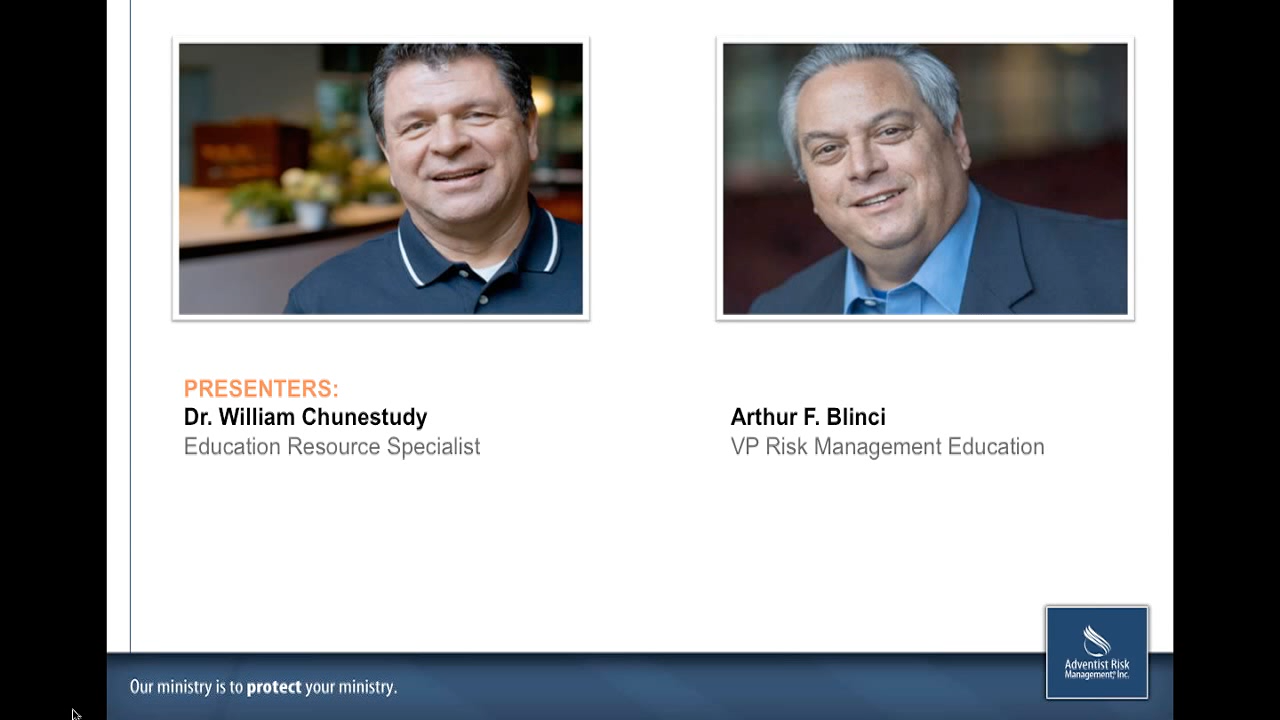 PRESENTERS:
Dr. William Chunestudy
Education Resource Specialist
Arthur F. Blinci
VP Risk Management Education
Adventist Risk
Management, Inc.
Our ministry is to protect your ministry.